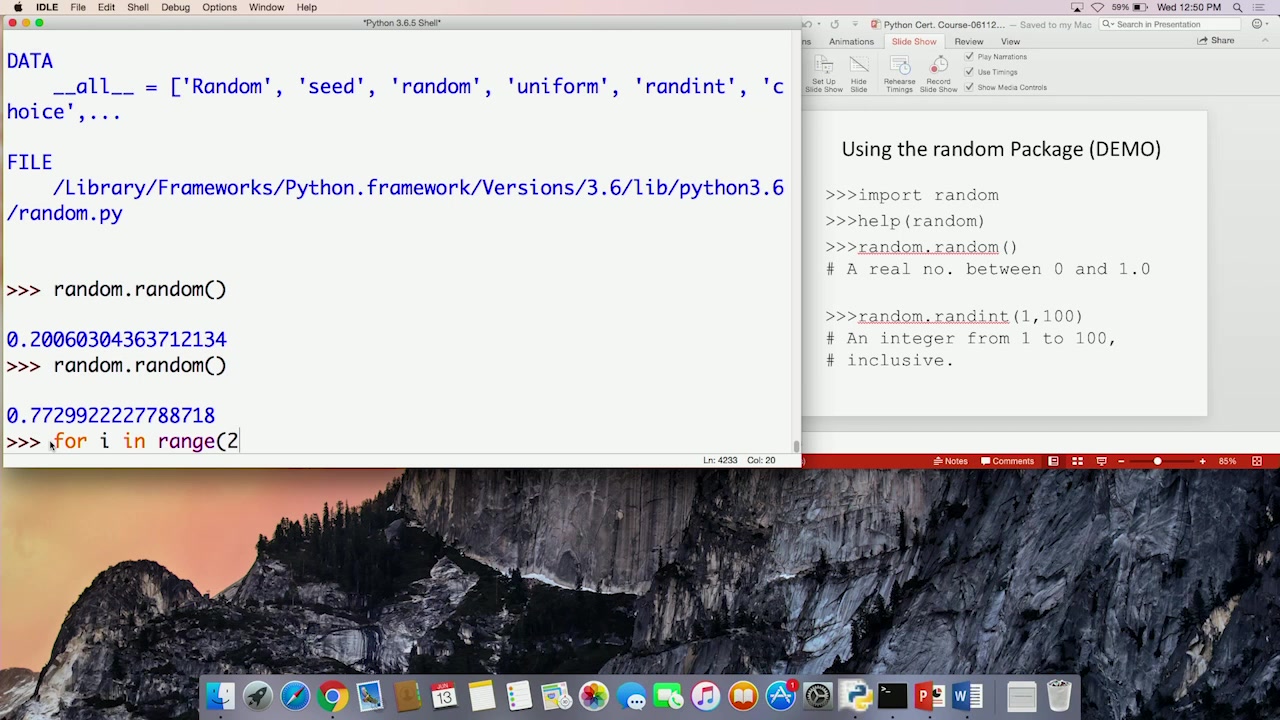 IDLE File Edit Shell Debug Options Window Help
59% Wed 12:50 PM
*Python 3.6.5 Shell*
DATA
__all__ = ['Random', 'seed', 'random', 'uniform', 'randint', 'c
hoice',...
FILE
/Library/Frameworks/Python.framework/Versions/3.6/lib/python3.6
/random.py
>>> random.random()
0.20060304363712134
>>> random.random()
0.7729922227788718
>>> for i in range(2
Ln: 4233 Col: 20
Python Cert. Course-06112... — Saved to my Mac
Search in Presentation
ns Animations Slide Show Review View
Share
Set Up
Slide Show
Hide
Slide
Rehearse
Timings
Record
Slide Show
Play Narrations
Use Timings
Show Media Controls
Using the random Package (DEMO)
>>>import random
>>>help(random)
>>>random.random()
# A real no. between 0 and 1.0
>>>random.randint(1,100)
# An integer from 1 to 100,
# inclusive.
Notes Comments
85%
JUN
13
1